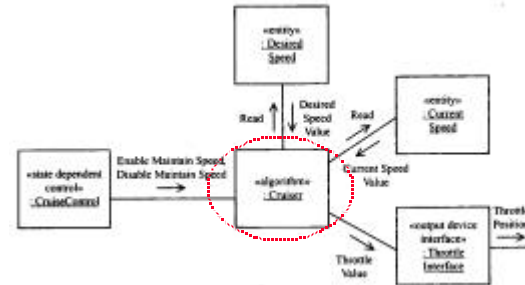 «entity»
: Desired
Speed
Read
Desired
Speed
Value
Read
«entity»
: Current
Speed
Current Speed
Value
«state dependent
control»
: CruiseControl
Enable Maintain Speed,
Disable Maintain Speed
«algorithm»
: Cruiser
Throttle
Value
«output device
interface»
: Throttle
Interface
Throttle
Position